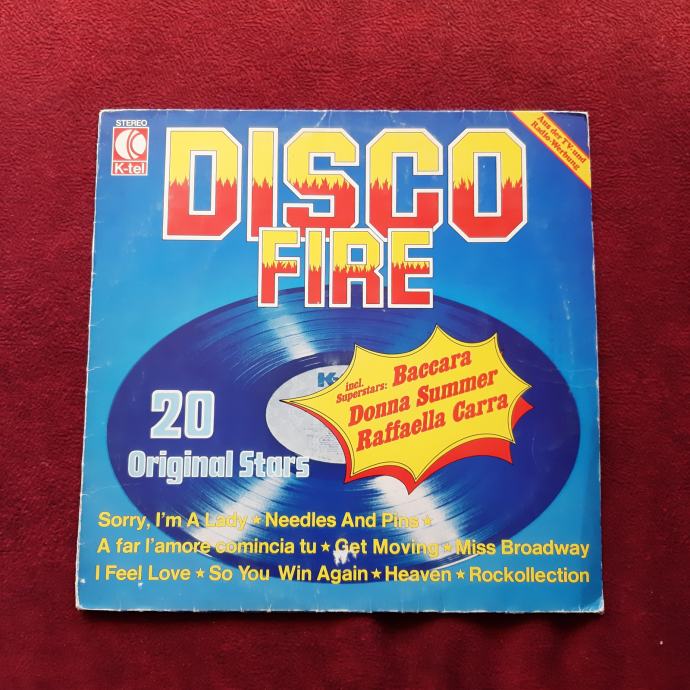 STEREO
K-tel
DISCO
FIRE
Aus der TV. und
Radio-Werbung
K-
incl.
Superstars: Baccara
Donna Summer
Raffaella Carra
20
Original Stars
Sorry, I'm A Lady ★ Needles And Pins ★
A far l'amore comincia tu ★ Get Moving ★ Miss Broadway
I Feel Love ★ So You Win Again ★ Heaven ★ Rockollection